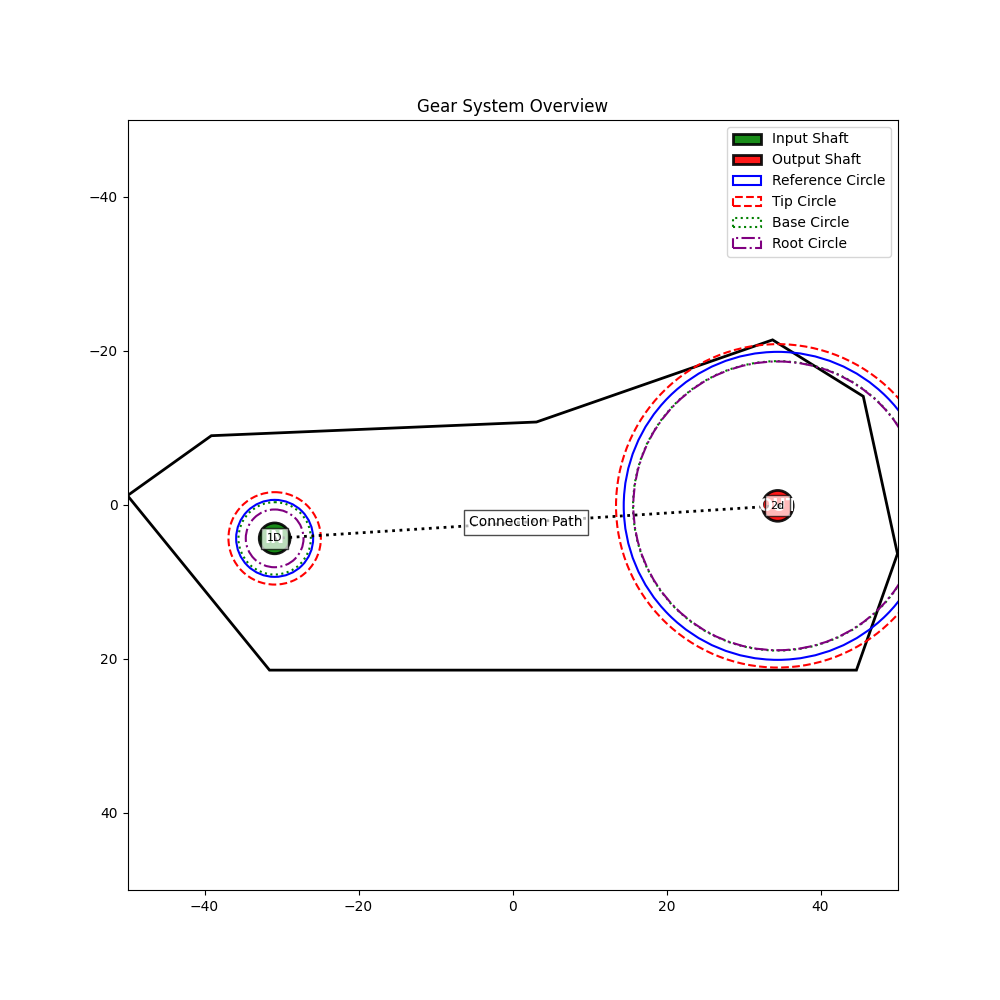 Gear System Overview
Input Shaft
Output Shaft
Reference Circle
Tip Circle
Base Circle
Root Circle
−40
−20
0
20
40
1D
Connection Path
2d
−40
−20
0
20
40